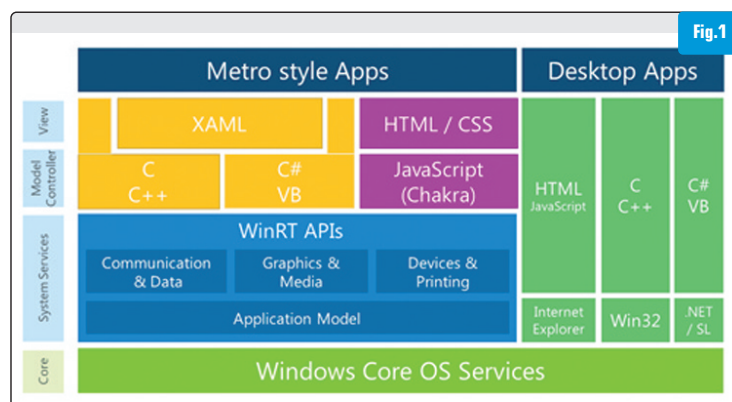 Fig.1
Metro style Apps
Desktop Apps
View
XAML
HTML / CSS
Model
Controller
C
C++
C#
VB
JavaScript
(Chakra)
HTML
JavaScript
C
C++
C#
VB
System Services
WinRT APIs
Communication
& Data
Graphics &
Media
Devices &
Printing
Application Model
Internet
Explorer
Win32
.NET
/ SL
Core
Windows Core OS Services